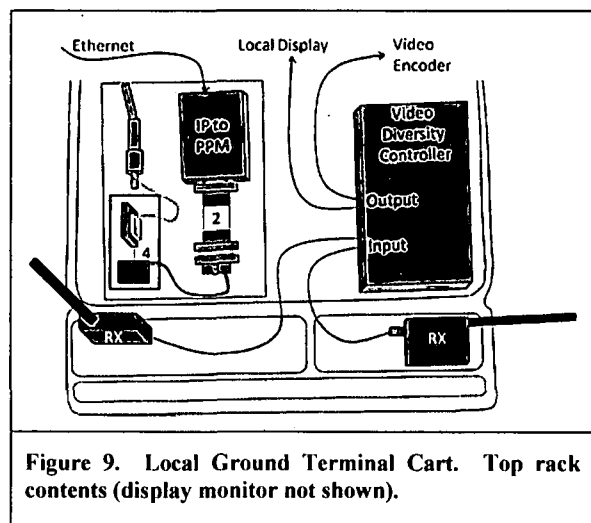 Ethernet
Local Display
Video
Encoder
IP to
PPM
Video
Diversity
Controller
2
Output
Input
4
RX
RX
Figure 9. Local Ground Terminal Cart. Top rack
contents (display monitor not shown).